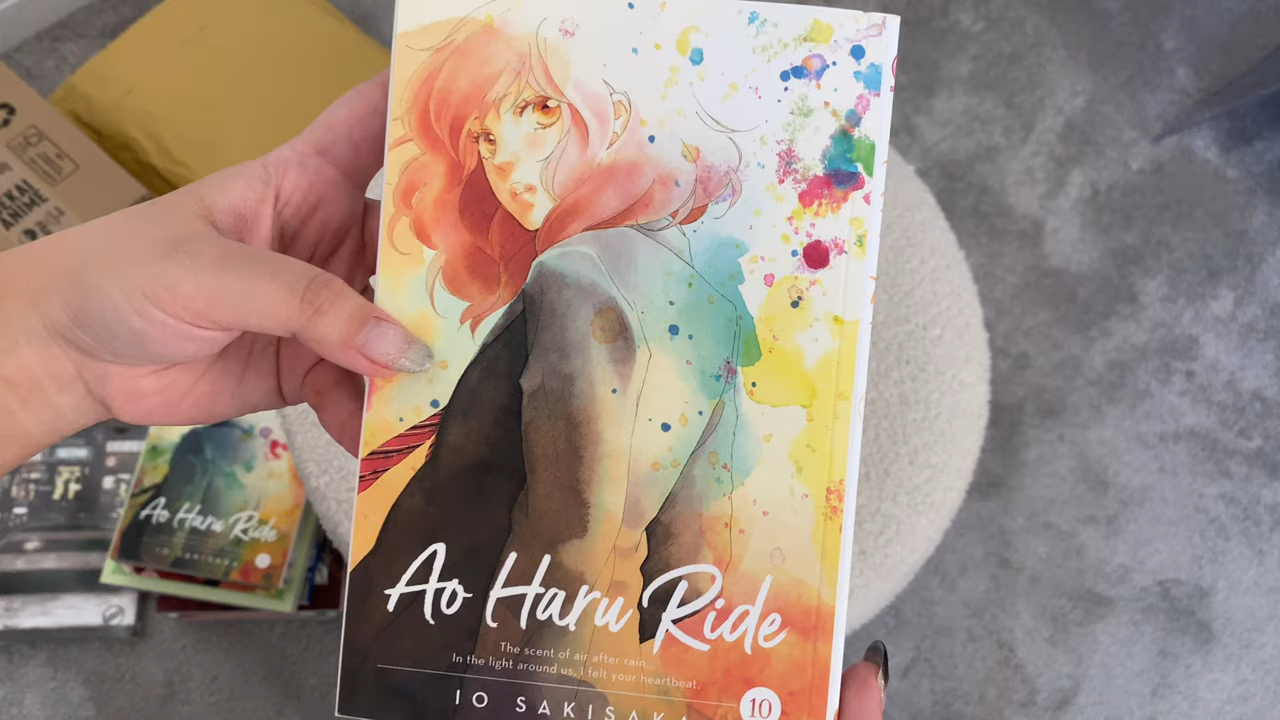 Ao Haru Ride
The scent of air after rain...
In the light around us, I felt your heartbeat.
IO SAKISAKA
10
Ao Haru Ride
ANIME